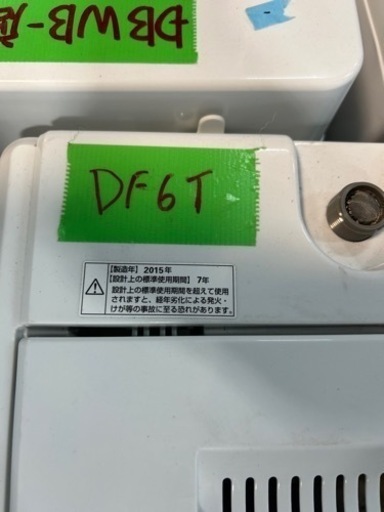 DBWB-
DF6T
【製造年】2015年
【設計上の標準使用期間】7年
設計上の標準使用期間を超えて使用
されますと、経年劣化による発火・
けが等の事故に至る恐れがあります。